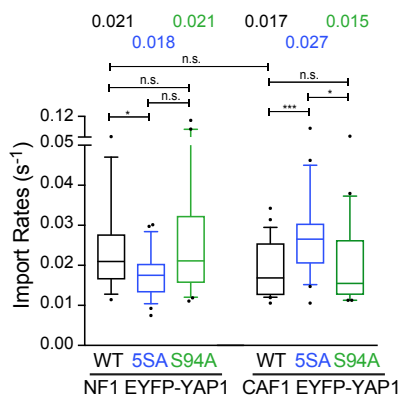 0.021 0.021 0.017 0.015
0.018 0.027
n.s.
n.s. n.s.
n.s. *
* ***
0.12
0.05
0.04
0.03
0.02
0.01
0.00
Import Rates (s⁻¹)
WT 5SA S94A WT 5SA S94A
NF1 EYFP-YAP1 CAF1 EYFP-YAP1